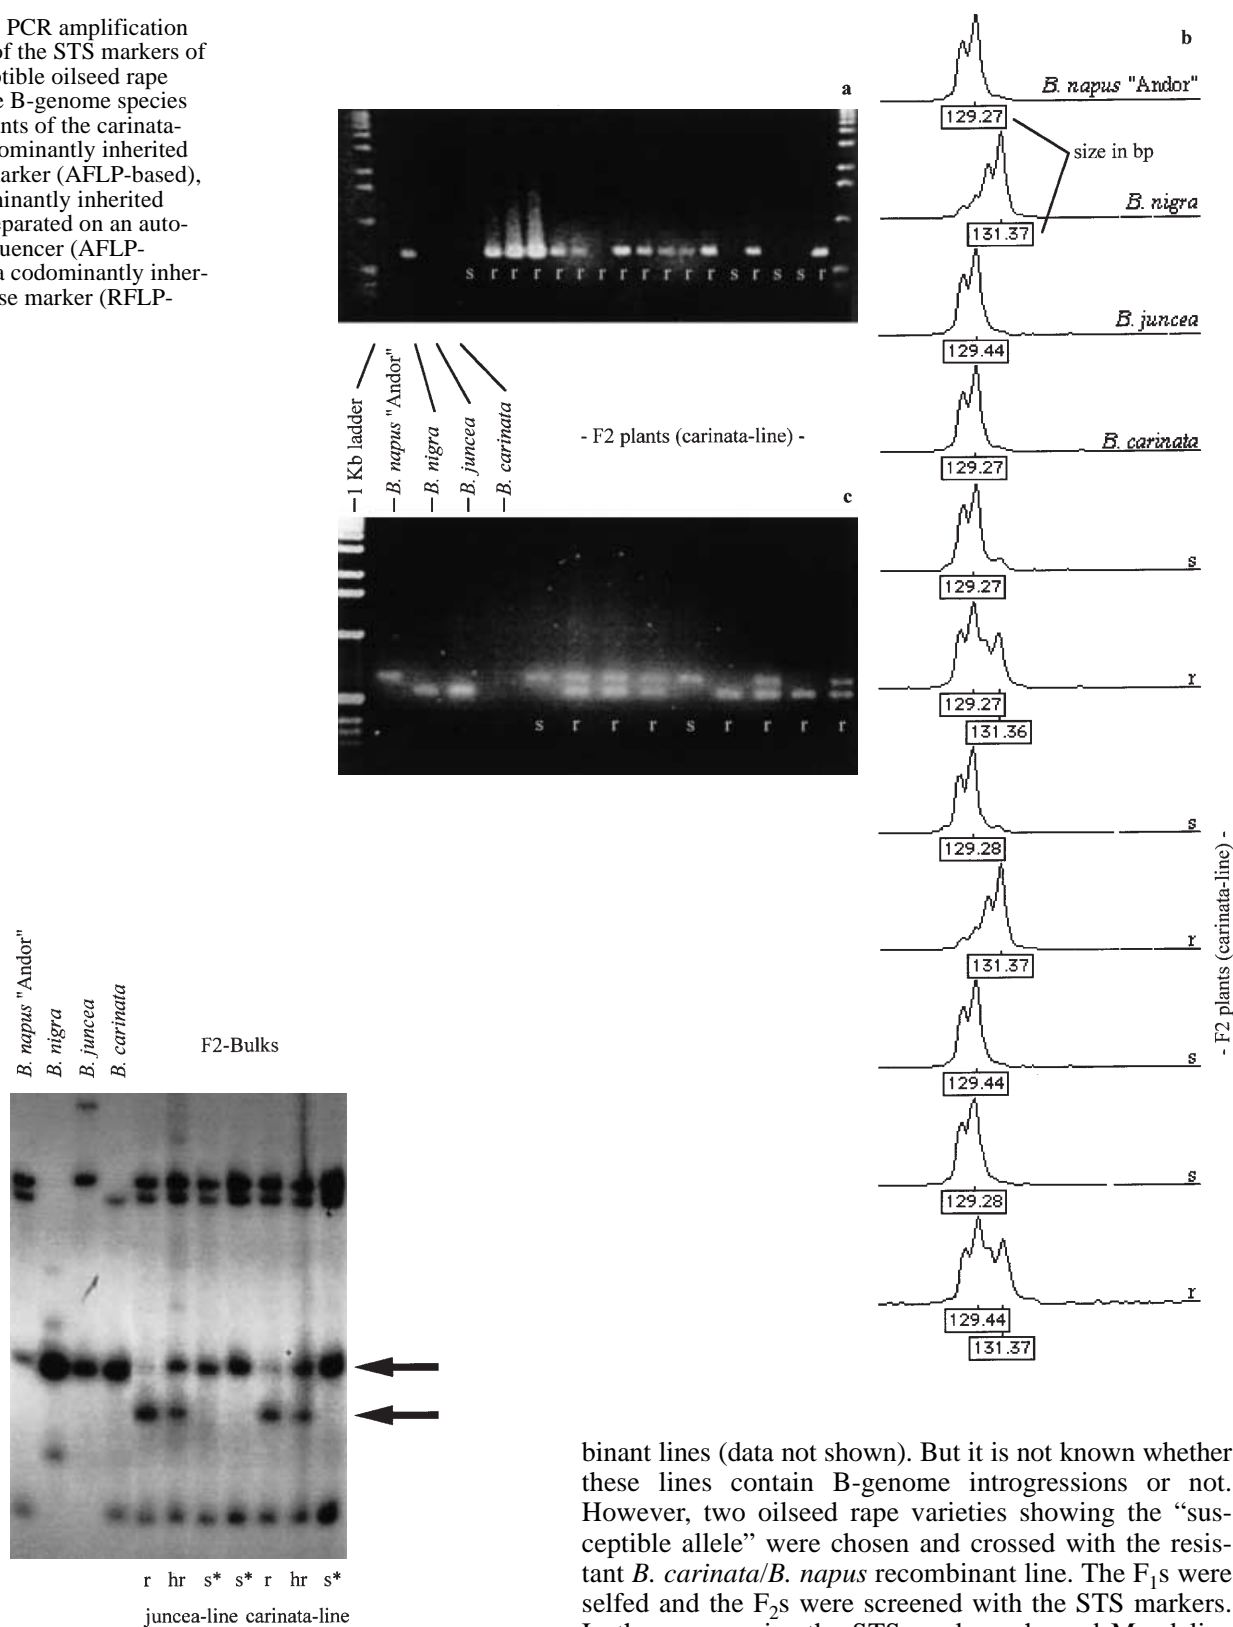 PCR amplification
of the STS markers of
ptible oilseed rape
e B-genome species
nts of the carinata-
ominantly inherited
arker (AFLP-based),
minantly inherited
eparated on an auto-
uencer (AFLP-
a codominantly inher-
se marker (RFLP-
a
s r r r r r r r r r r r s r s s r
1 Kb ladder
B. napus "Andor"
B. nigra
B. juncea
B. carinata
- F2 plants (carinata-line) -
c
s r r r s r r r r
b
B. napus "Andor"
129.27
size in bp
B. nigra
131.37
B. juncea
129.44
B. carinata
129.27
s
129.27
r
129.27
131.36
s
129.28
r
131.37
s
129.44
s
129.28
r
129.44
131.37
- F2 plants (carinata-line) -
B. napus "Andor"
B. nigra
B. juncea
B. carinata
F2-Bulks
r hr s* s* r hr s*
juncea-line carinata-line
binant lines (data not shown). But it is not known whether
these lines contain B-genome introgressions or not.
However, two oilseed rape varieties showing the “sus-
ceptible allele” were chosen and crossed with the resis-
tant B. carinata/B. napus recombinant line. The F1s were
selfed and the F2s were screened with the STS markers.